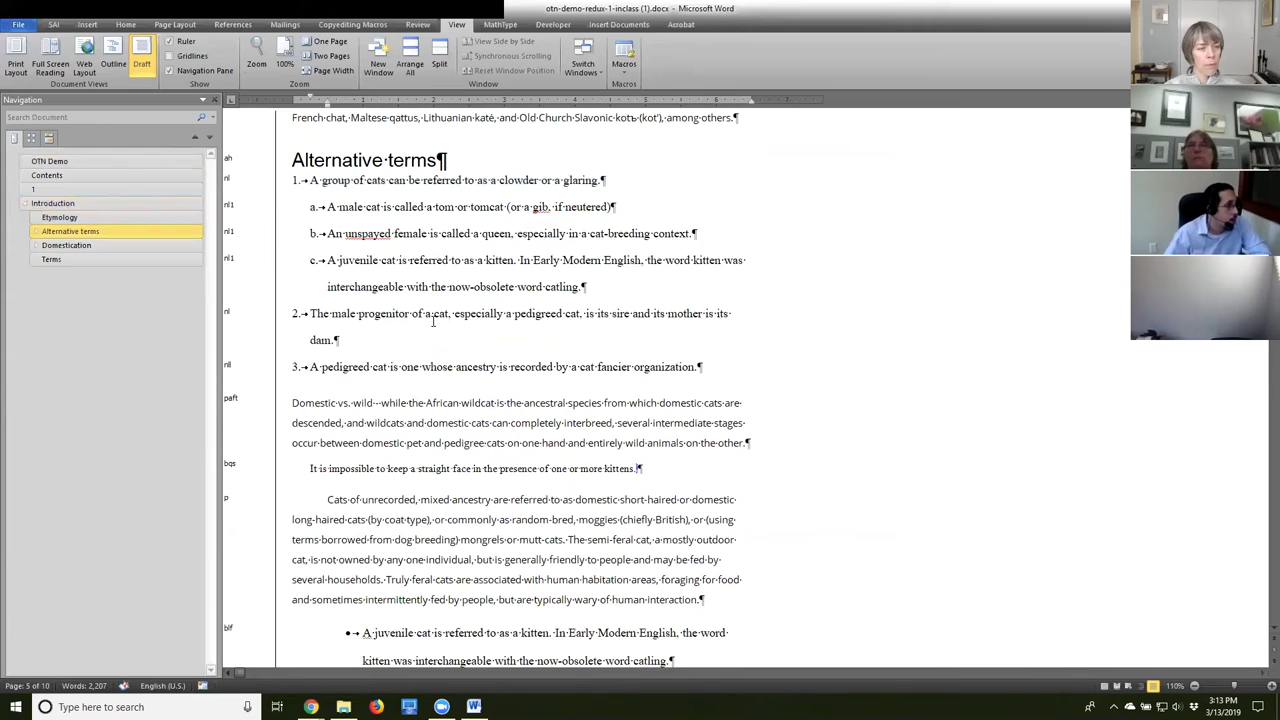 otn-demo-redux-1-inclass (1).docx - Microsoft Word
File SAI Insert Home Page Layout References Mailings Copyediting Macros Review View MathType Developer Insert Documents Acrobat
Print Layout
Full Screen Reading
Web Layout
Outline
Draft
Document Views
Ruler
Gridlines
Navigation Pane
Show
Zoom
100%
One Page
Two Pages
Page Width
Zoom
New Window
Arrange All
Split
View Side by Side
Synchronous Scrolling
Reset Window Position
Window
Switch Windows
Macros
Macros
Navigation
Search Document
OTN Demo
Contents
1
Introduction
Etymology
Alternative terms
Domestication
Terms
1 2 3 4 5 6 7
French·chat,·Maltese·qattus,·Lithuanian·katė,·and·Old·Church·Slavonic·котъ·(kot'),·among·others.¶
ah Alternative·terms¶
nl 1.→A·group·of·cats·can·be·referred·to·as·a·clowder·or·a·glaring.¶
nl1 a.→A·male·cat·is·called·a·tom·or·tomcat·(or·a·gib,·if·neutered)¶
nl1 b.→An·unspayed·female·is·called·a·queen,·especially·in·a·cat-breeding·context.¶
nl1 c.→A·juvenile·cat·is·referred·to·as·a·kitten.·In·Early·Modern·English,·the·word·kitten·was·
interchangeable·with·the·now-obsolete·word·catling.¶
nl 2.→The·male·progenitor·of·a·cat,·especially·a·pedigreed·cat,·is·its·sire·and·its·mother·is·its·
dam.¶
nll 3.→A·pedigreed·cat·is·one·whose·ancestry·is·recorded·by·a·cat·fancier·organization.¶
paft Domestic·vs.·wild--·while·the·African·wildcat·is·the·ancestral·species·from·which·domestic·cats·are·
descended,·and·wildcats·and·domestic·cats·can·completely·interbreed,·several·intermediate·stages·
occur·between·domestic·pet·and·pedigree·cats·on·one·hand·and·entirely·wild·animals·on·the·other.¶
bqs It·is·impossible·to·keep·a·straight·face·in·the·presence·of·one·or·more·kittens.¶
p Cats·of·unrecorded,·mixed·ancestry·are·referred·to·as·domestic·short-haired·or·domestic·
long-haired·cats·(by·coat·type),·or·commonly·as·random-bred,·moggies·(chiefly·British),·or·(using·
terms·borrowed·from·dog·breeding)·mongrels·or·mutt-cats.·The·semi-feral·cat,·a·mostly·outdoor·
cat,·is·not·owned·by·any·one·individual,·but·is·generally·friendly·to·people·and·may·be·fed·by·
several·households.·Truly·feral·cats·are·associated·with·human·habitation·areas,·foraging·for·food·
and·sometimes·intermittently·fed·by·people,·but·are·typically·wary·of·human·interaction.¶
blf •→A·juvenile·cat·is·referred·to·as·a·kitten.·In·Early·Modern·English,·the·word·
kitten·was·interchangeable·with·the·now-obsolete·word·catling.¶
Page: 5 of 10 Words: 2,207 English (U.S.) 110%
Type here to search
3:13 PM
3/13/2019